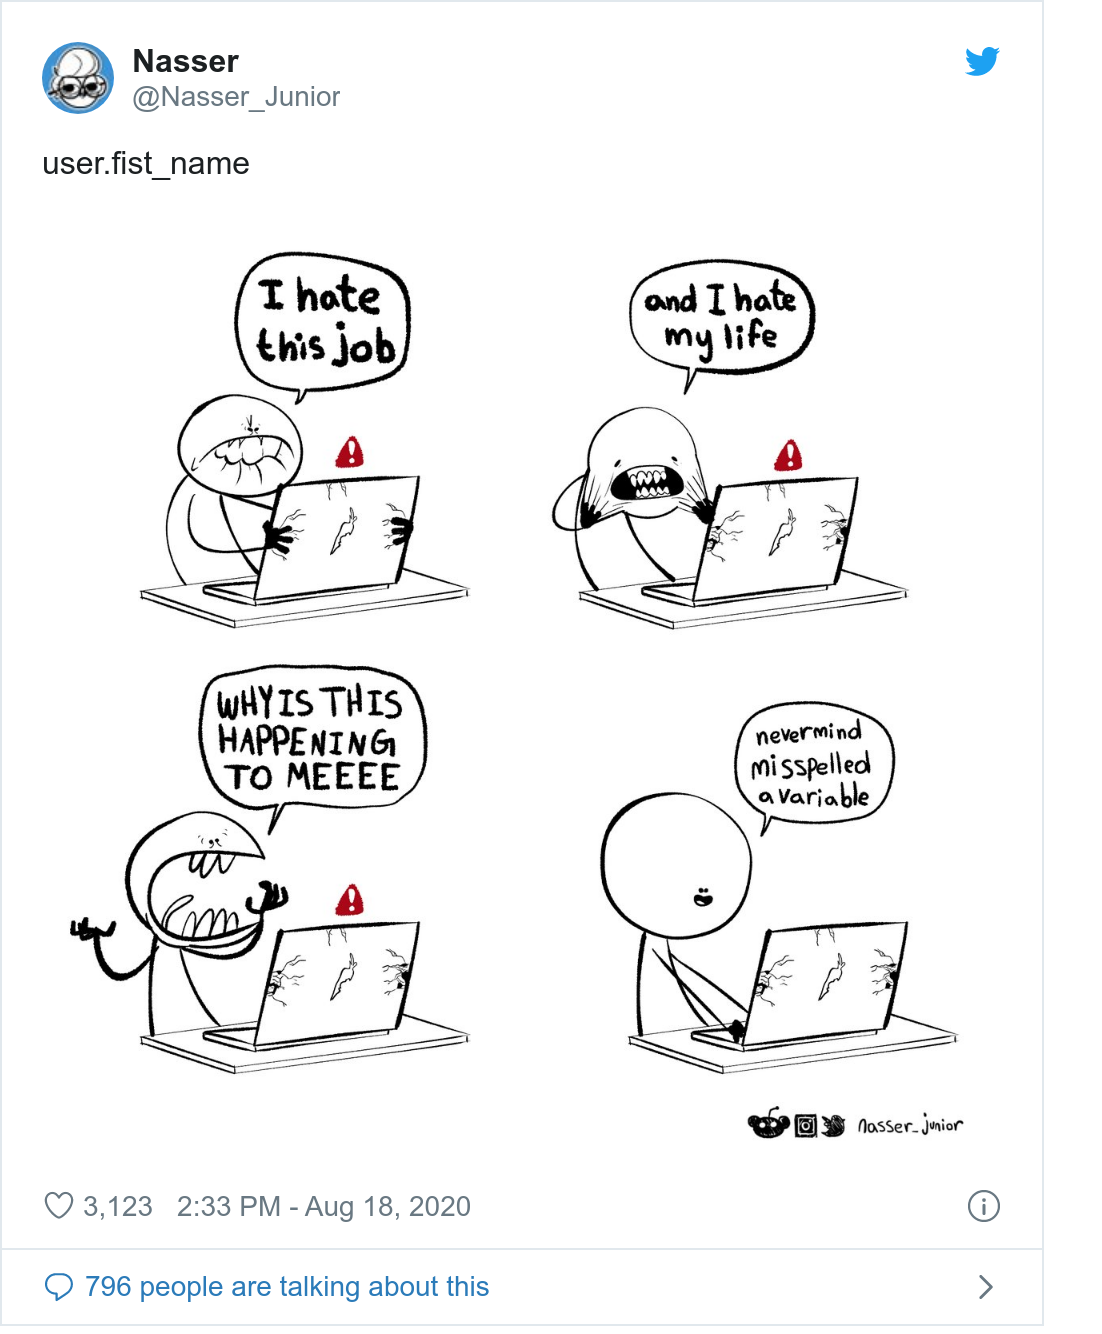 Nasser
@Nasser_Junior
user.fist_name
I hate
this job
and I hate
my life
WHY IS THIS
HAPPENING
TO MEEEE
nevermind
misspelled
a variable
nasser_junior
3,123 2:33 PM - Aug 18, 2020
796 people are talking about this